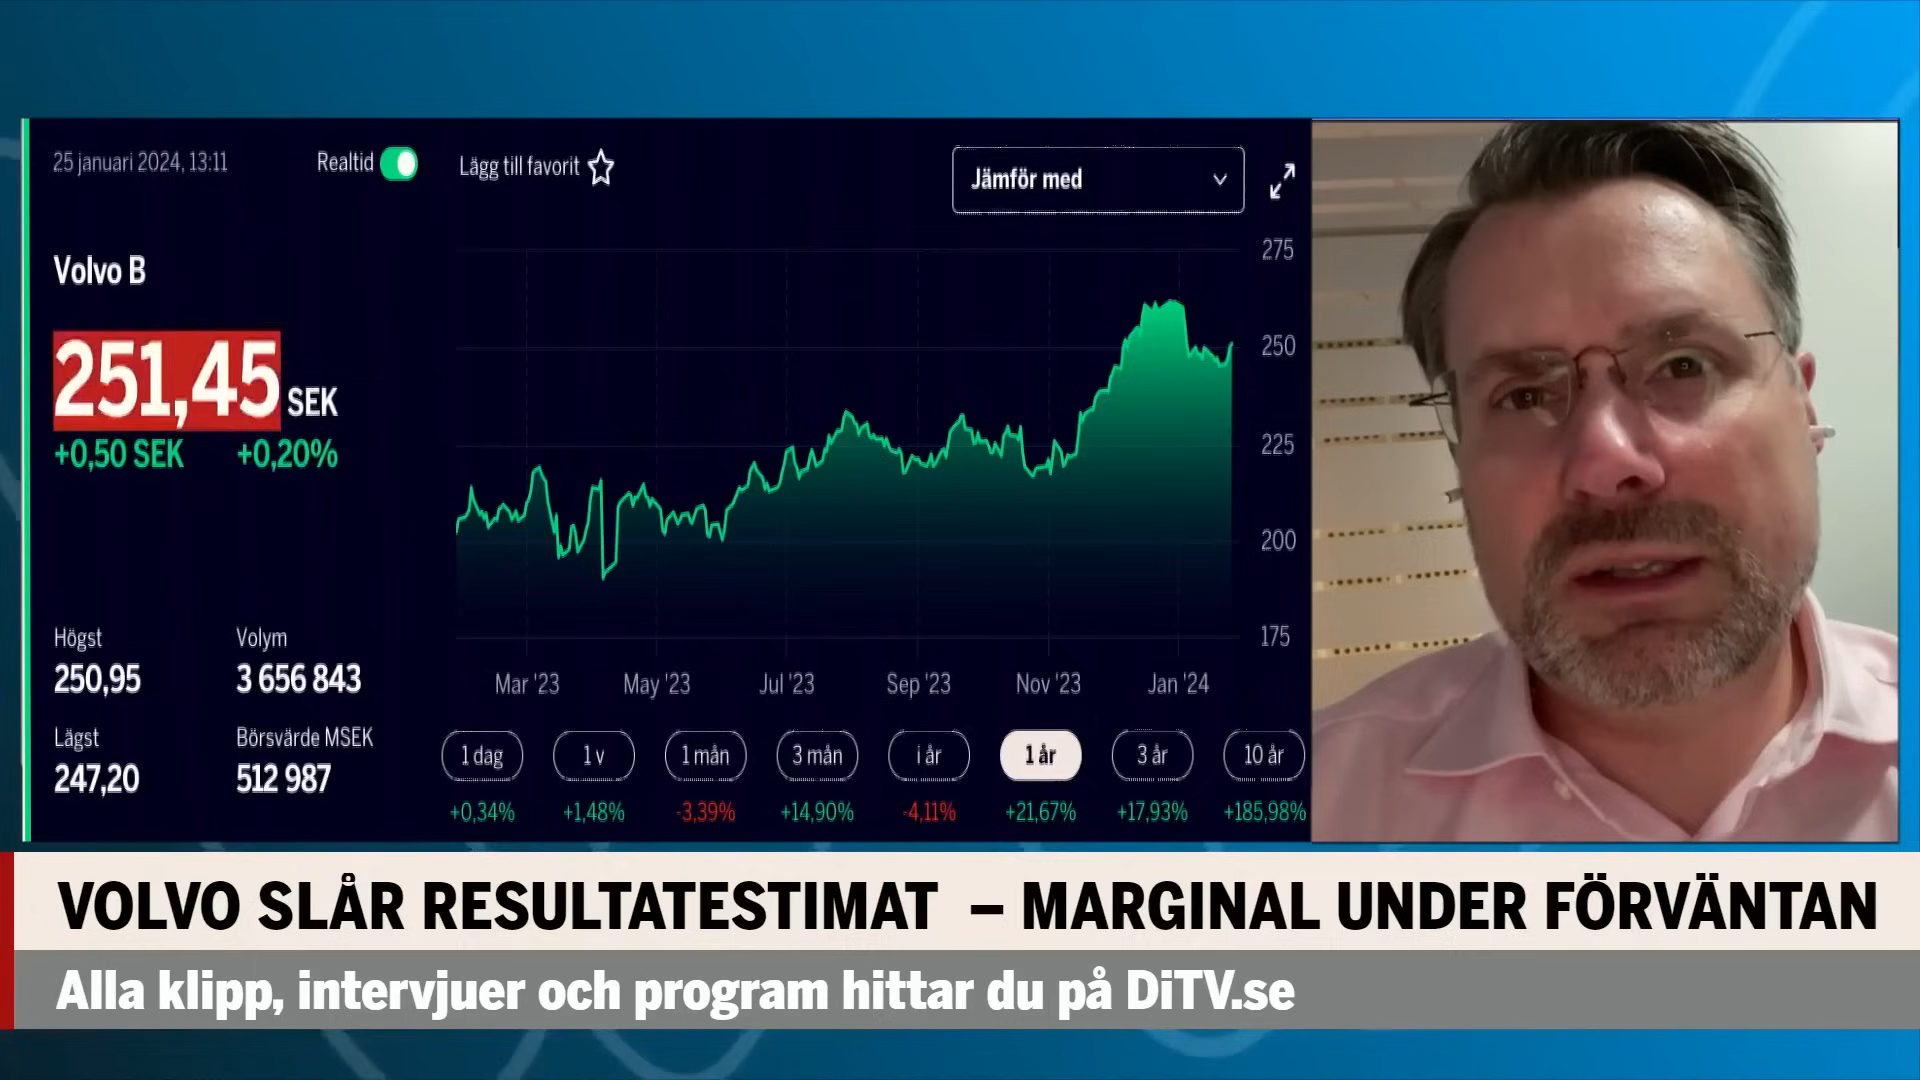 25 januari 2024, 13:11
Realtid
Lägg till favorit
Jämför med
Volvo B
251,45 SEK
+0,50 SEK +0,20%
Högst Volym
250,95 3 656 843
Lägst Börsvärde MSEK
247,20 512 987
275
250
225
200
175
Mar '23 May '23 Jul '23 Sep '23 Nov '23 Jan '24
1 dag 1 v 1 mån 3 mån i år 1 år 3 år 10 år
+0,34% +1,48% -3,39% +14,90% -4,11% +21,67% +17,93% +185,98%
VOLVO SLÅR RESULTATESTIMAT – MARGINAL UNDER FÖRVÄNTAN
Alla klipp, intervjuer och program hittar du på DiTV.se